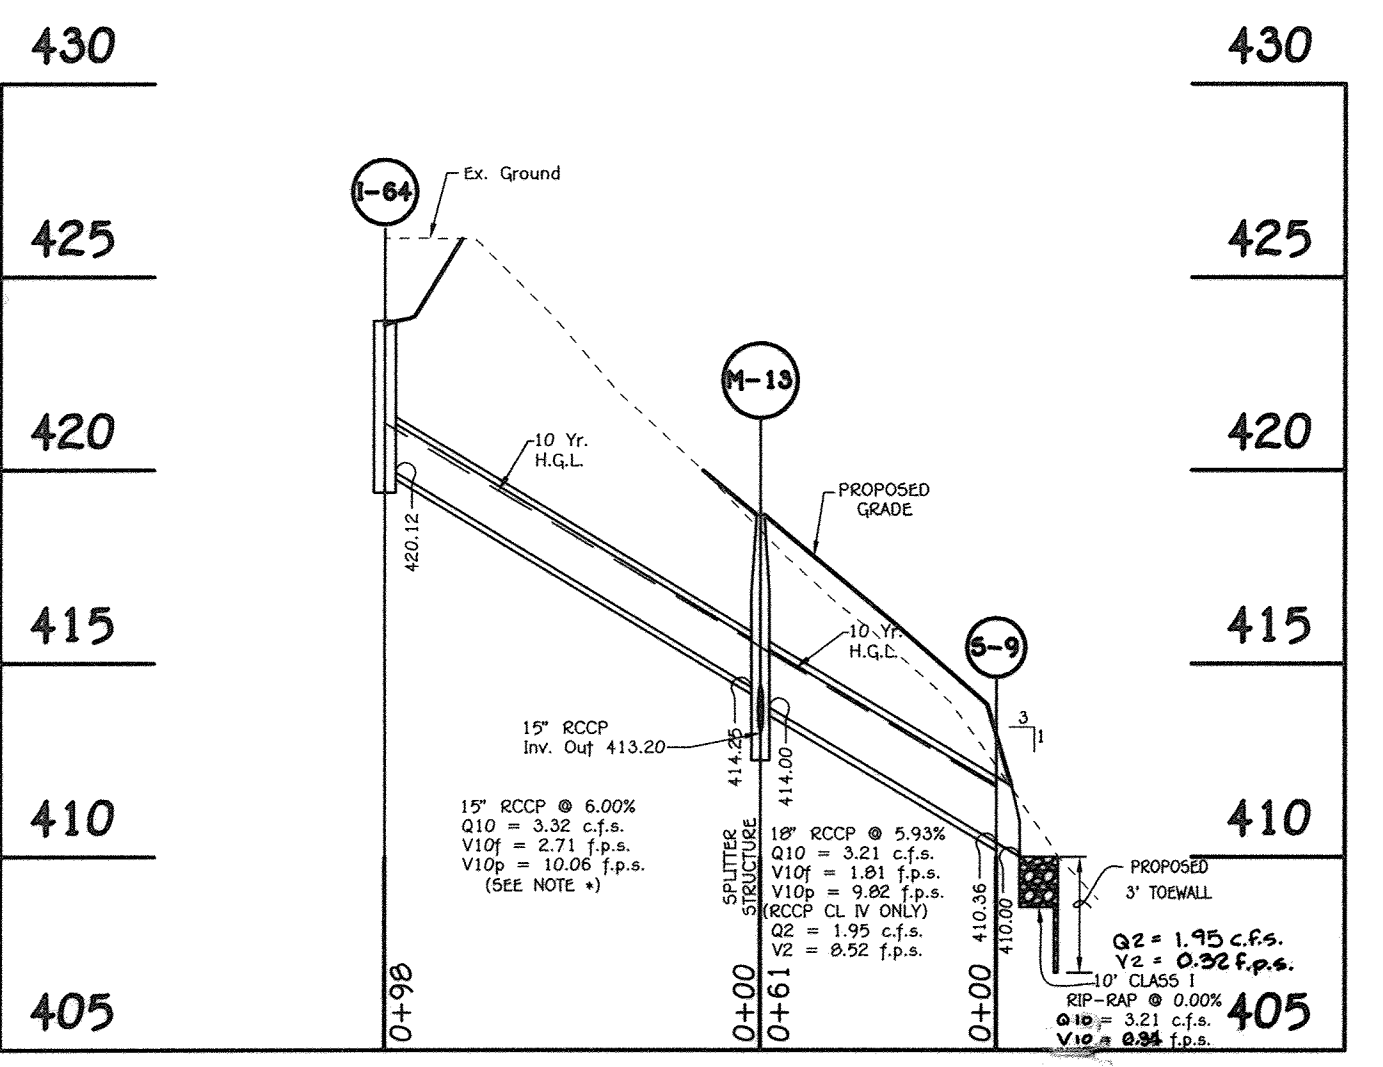 430
430
I-64
Ex. Ground
425
425
M-13
420
420
10 Yr.
H.G.L.
PROPOSED
GRADE
420.12
415
415
10 Yr.
H.G.L.
S-9
3
1
15" RCCP
Inv. Out 413.20
414.25
414.00
410
410
15" RCCP @ 6.00%
Q10 = 3.32 c.f.s.
V10f = 2.71 f.p.s.
V10p = 10.06 f.p.s.
(SEE NOTE *)
SPLITTER
STRUCTURE
18" RCCP @ 5.93%
Q10 = 3.21 c.f.s.
V10f = 1.81 f.p.s.
V10p = 9.82 f.p.s.
(RCCP CL IV ONLY)
Q2 = 1.95 c.f.s.
V2 = 8.52 f.p.s.
410.36
410.00
PROPOSED
3' TOEWALL
Q2 = 1.95 c.f.s.
V2 = 0.32 f.p.s.
10' CLASS I
RIP-RAP @ 0.00%
Q10 = 3.21 c.f.s.
V10 = f.p.s.
405
405
0+98
0+00
0+61
0+00